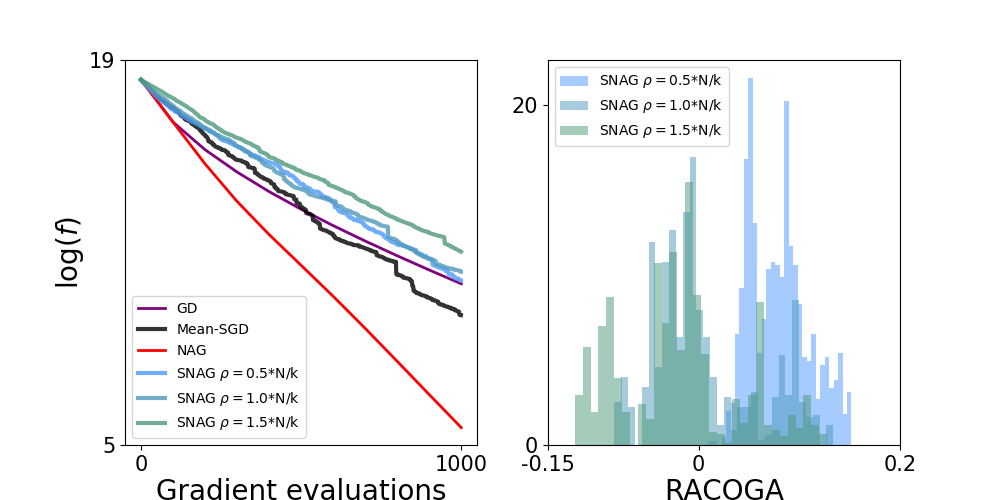 19
log(f)
5
0
1000
Gradient evaluations
GD
Mean-SGD
NAG
SNAG ρ = 0.5*N/k
SNAG ρ = 1.0*N/k
SNAG ρ = 1.5*N/k
20
0
-0.15
0
0.2
RACOGA
SNAG ρ = 0.5*N/k
SNAG ρ = 1.0*N/k
SNAG ρ = 1.5*N/k